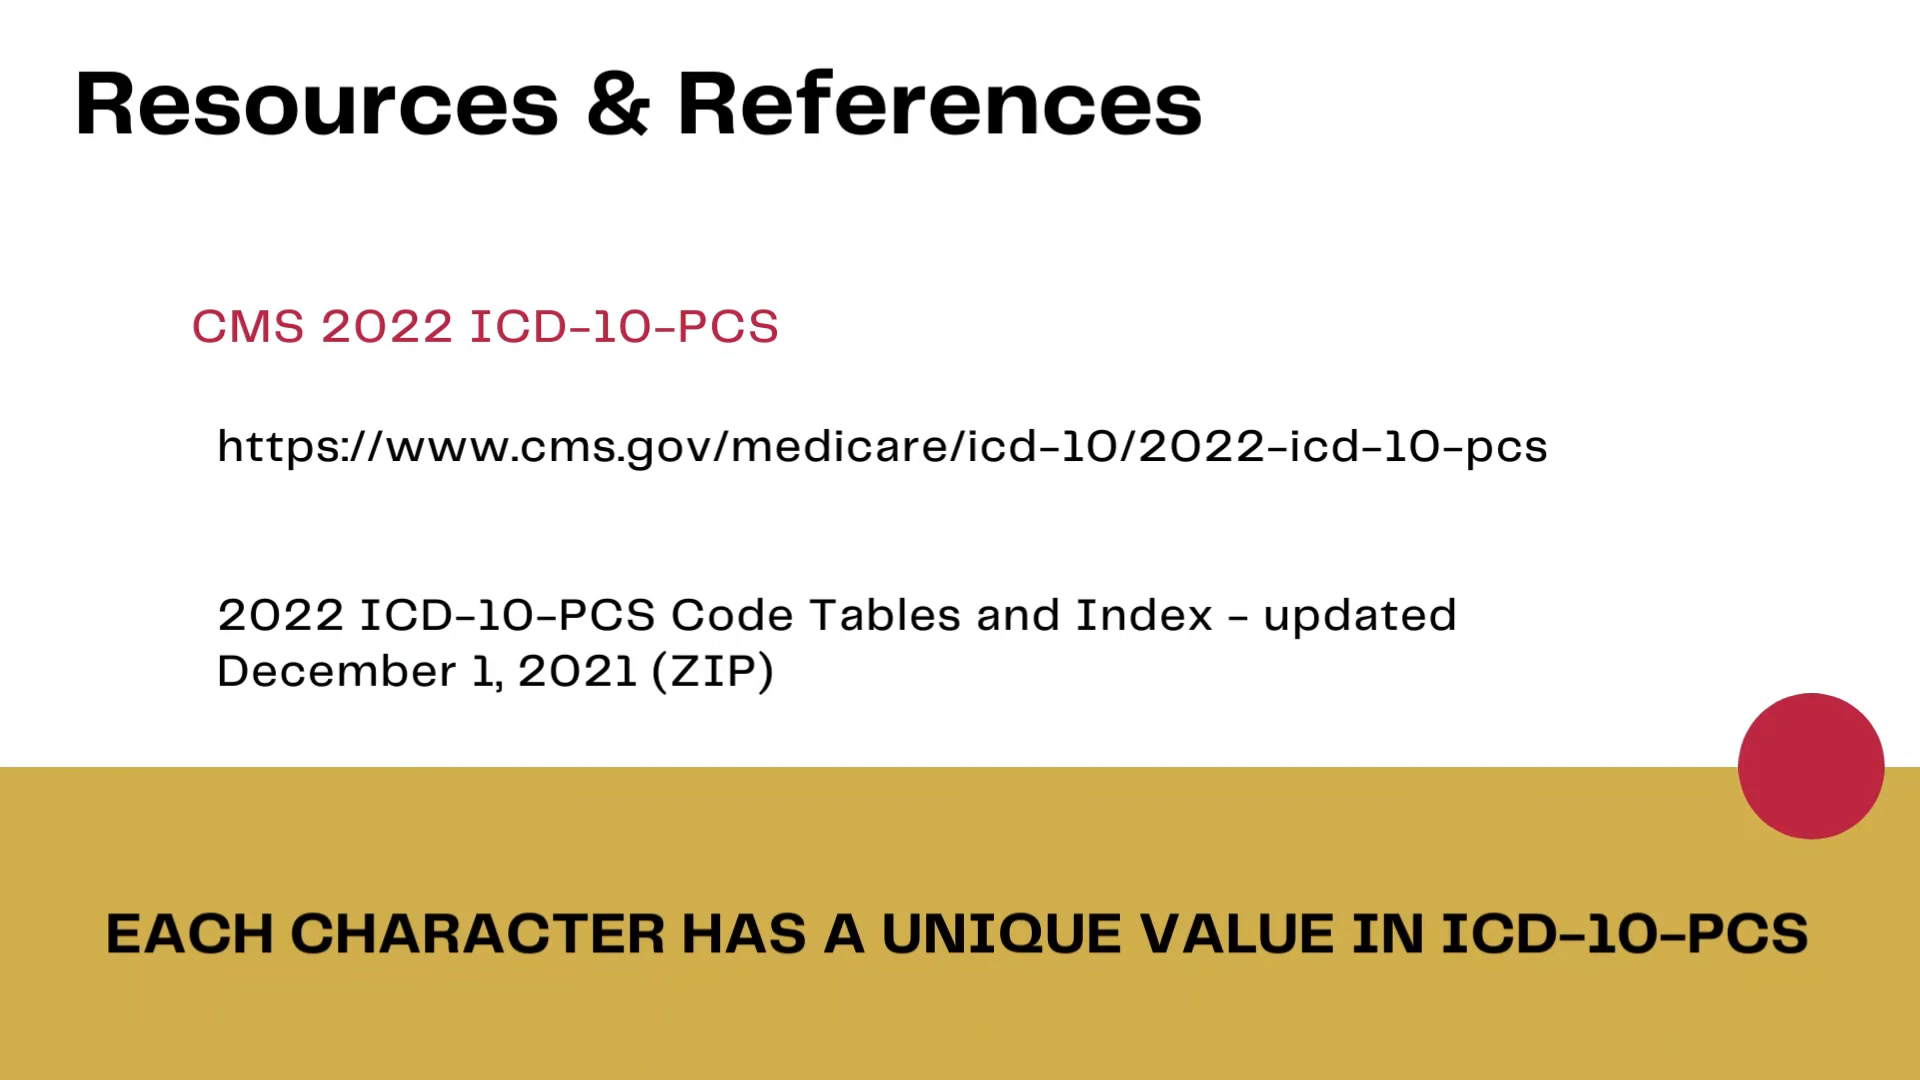 Resources & References
CMS 2022 ICD-10-PCS
https://www.cms.gov/medicare/icd-10/2022-icd-10-pcs
2022 ICD-10-PCS Code Tables and Index - updated
December 1, 2021 (ZIP)
EACH CHARACTER HAS A UNIQUE VALUE IN ICD-10-PCS